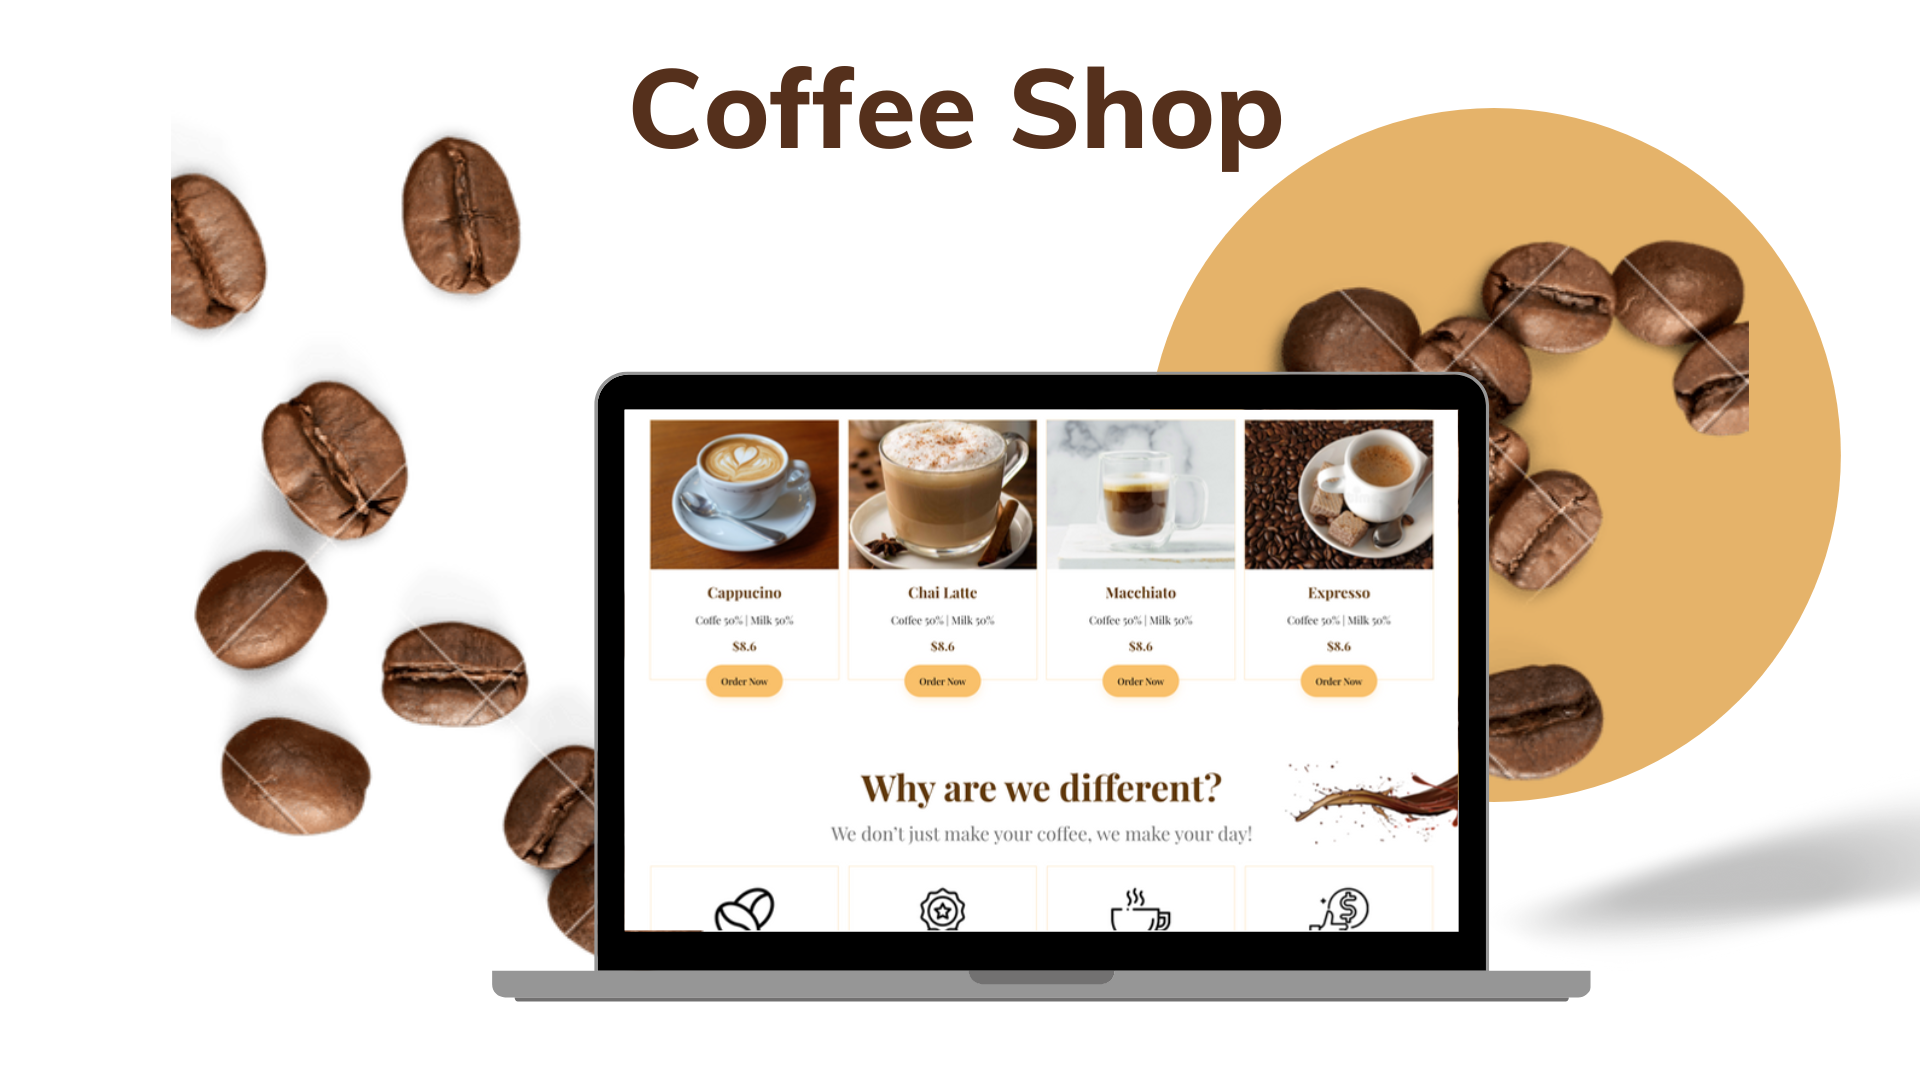 Coffee Shop
Cappucino
Coffe 50% | Milk 50%
$8.6
Order Now
Chai Latte
Coffee 50% | Milk 50%
$8.6
Order Now
Macchiato
Coffee 50% | Milk 50%
$8.6
Order Now
Expresso
Coffee 50% | Milk 50%
$8.6
Order Now
Why are we different?
We don't just make your coffee, we make your day!